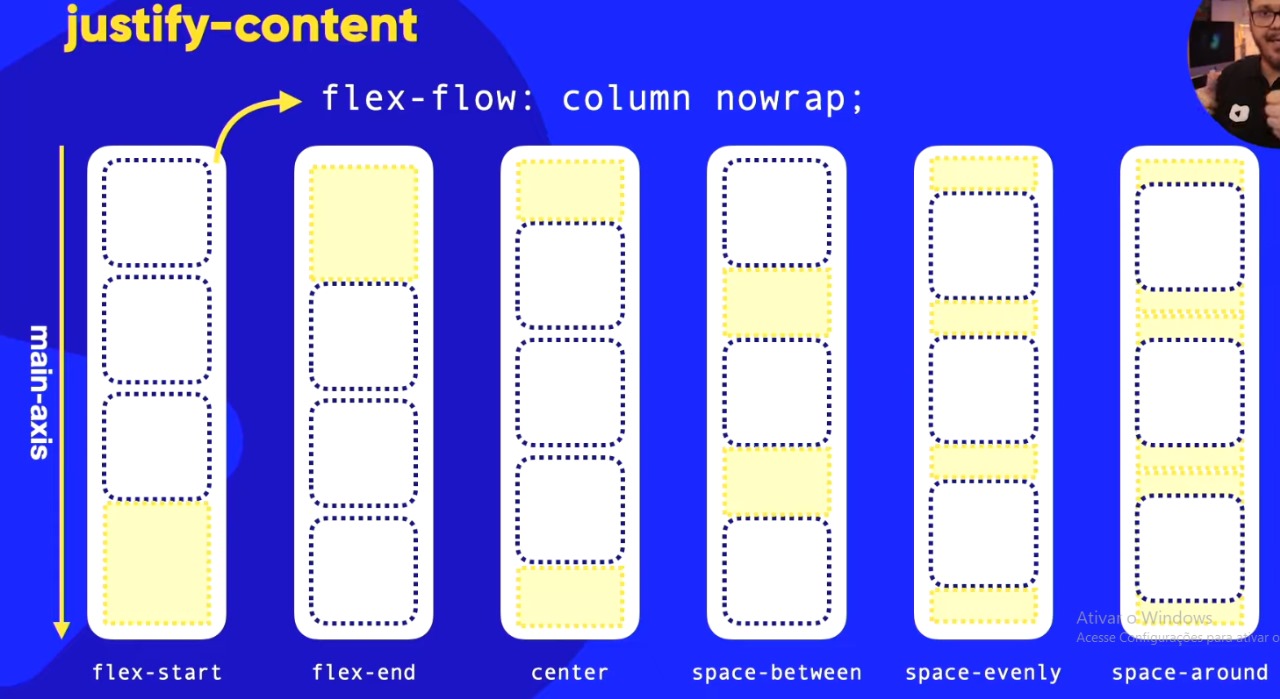 justify-content
flex-flow: column nowrap;
main-axis
flex-start
flex-end
center
space-between
space-evenly
space-around
Ativar o Windows
Acesse Configurações para ativar o